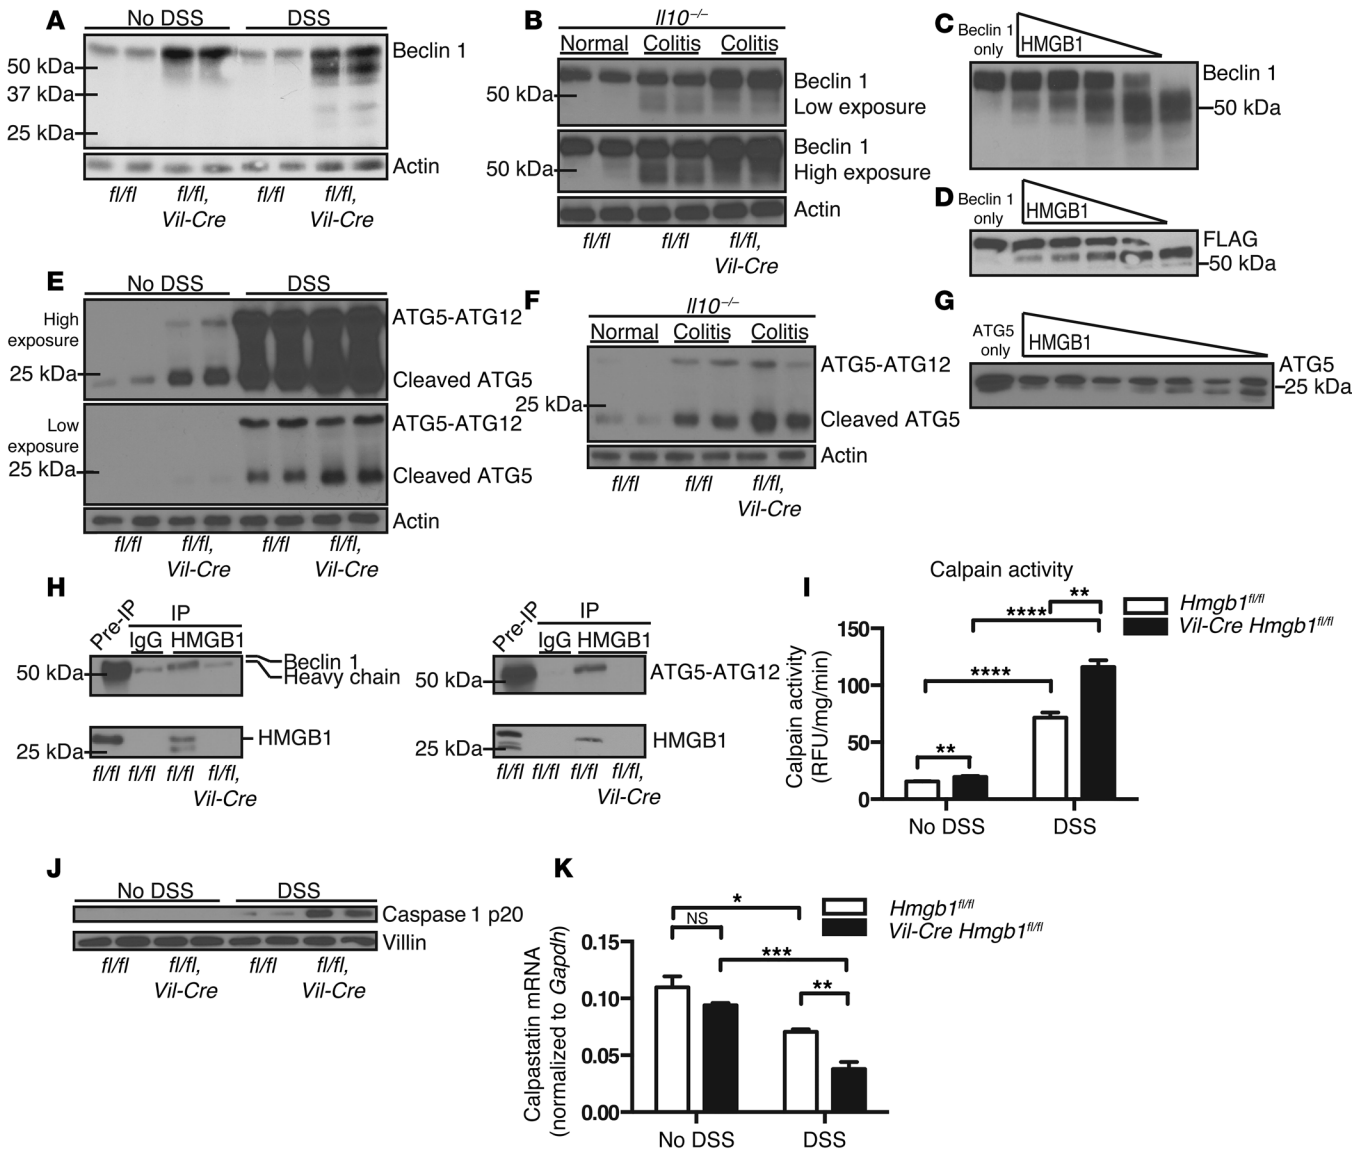 A
No DSS
DSS
Beclin 1
50 kDa
37 kDa
25 kDa
Actin
fl/fl
fl/fl,
Vil-Cre
fl/fl
fl/fl,
Vil-Cre
B
Il10–/–
Normal
Colitis
Colitis
50 kDa
Beclin 1
Low exposure
50 kDa
Beclin 1
High exposure
Actin
fl/fl
fl/fl
fl/fl,
Vil-Cre
C
Beclin 1
only
HMGB1
Beclin 1
50 kDa
D
Beclin 1
only
HMGB1
FLAG
50 kDa
E
No DSS
DSS
High
exposure
25 kDa
ATG5-ATG12
Cleaved ATG5
Low
exposure
25 kDa
ATG5-ATG12
Cleaved ATG5
Actin
fl/fl
fl/fl,
Vil-Cre
fl/fl
fl/fl,
Vil-Cre
F
Il10–/–
Normal
Colitis
Colitis
ATG5-ATG12
25 kDa
Cleaved ATG5
Actin
fl/fl
fl/fl
fl/fl,
Vil-Cre
G
ATG5
only
HMGB1
ATG5
25 kDa
H
Pre-IP
IP
IgG
HMGB1
50 kDa
Beclin 1
Heavy chain
25 kDa
HMGB1
fl/fl
fl/fl
fl/fl
fl/fl,
Vil-Cre
Pre-IP
IP
IgG
HMGB1
50 kDa
ATG5-ATG12
25 kDa
HMGB1
fl/fl
fl/fl
fl/fl
fl/fl,
Vil-Cre
I
Calpain activity
Hmgb1fl/fl
Vil-Cre Hmgb1fl/fl
Calpain activity
(RFU/mg/min)
150
100
50
0
**
****
****
**
No DSS
DSS
J
No DSS
DSS
Caspase 1 p20
Villin
fl/fl
fl/fl,
Vil-Cre
fl/fl
fl/fl,
Vil-Cre
K
Hmgb1fl/fl
Vil-Cre Hmgb1fl/fl
Calpastatin mRNA
(normalized to Gapdh)
0.15
0.10
0.05
0.00
*
NS
***
**
No DSS
DSS